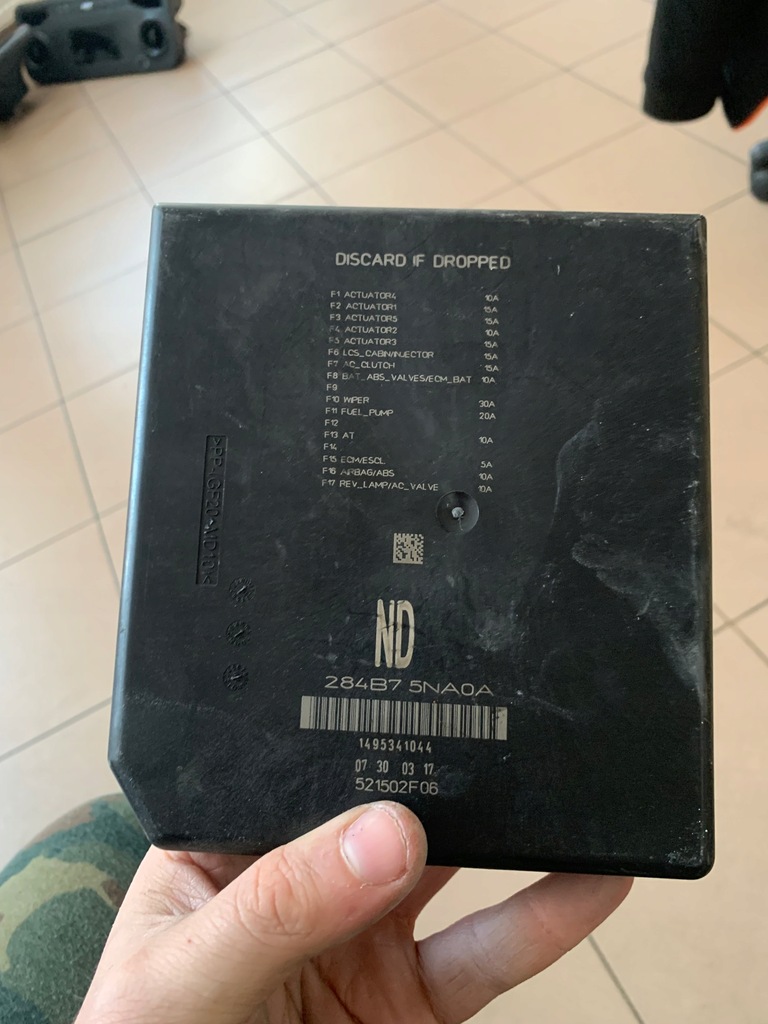 DISCARD IF DROPPED
F1 ACTUATOR4 10A
F2 ACTUATOR1 15A
F3 ACTUATOR5 15A
F4 ACTUATOR2 10A
F5 ACTUATOR3 15A
F6 LCS_CABIN/INJECTOR 15A
F7 AC_CLUTCH 15A
F8 BAT_ABS_VALVES/ECM_BAT 10A
F9
F10 WIPER 30A
F11 FUEL_PUMP 20A
F12
F13 AT 10A
F14
F15 ECM/ESCL 5A
F16 AIRBAG/ABS 10A
F17 REV_LAMP/AC_VALVE 10A
>PP-GF20+MD10<
ND
284B7 5NA0A
1495341044
07 30 03 17
521502F06